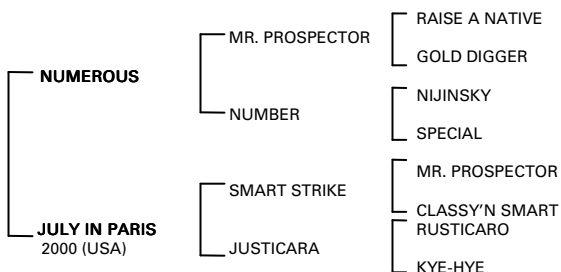 RAISE A NATIVE
MR. PROSPECTOR
GOLD DIGGER
NUMEROUS
NIJINSKY
NUMBER
SPECIAL
MR. PROSPECTOR
SMART STRIKE
CLASSY'N SMART
JULY IN PARIS
2000 (USA)
RUSTICARO
JUSTICARA
KYE-HYE